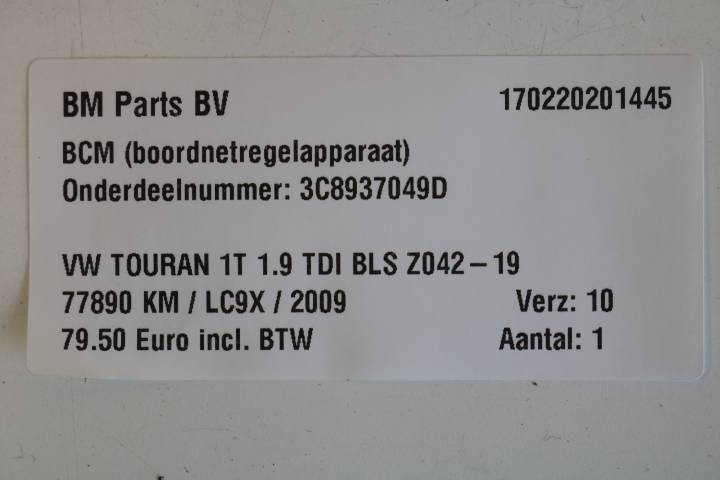 BM Parts BV 170220201445
BCM (boordnetregelapparaat)
Onderdeelnummer: 3C8937049D
VW TOURAN 1T 1.9 TDI BLS Z042-19
77890 KM / LC9X / 2009 Verz: 10
79.50 Euro incl. BTW Aantal: 1